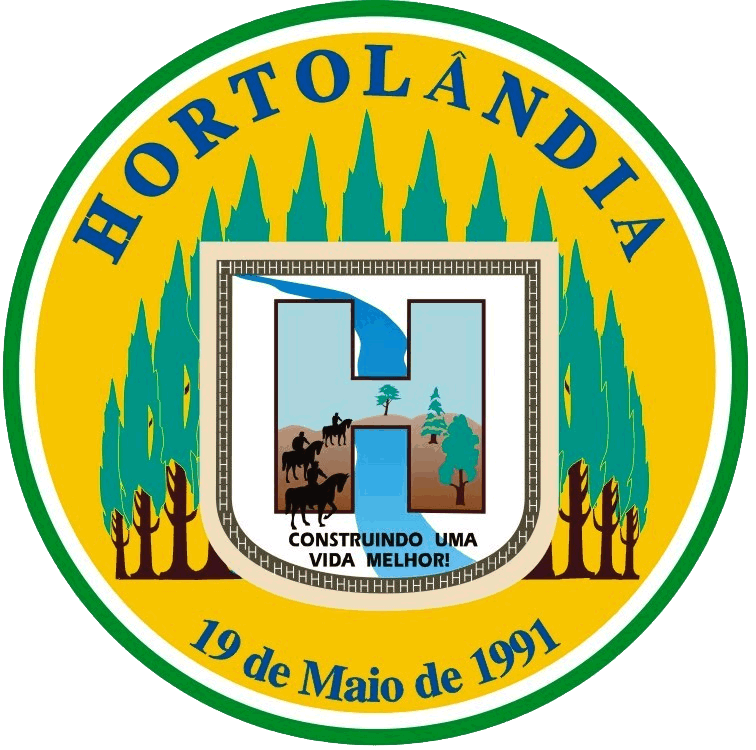 HORTOLÂNDIA
H
CONSTRUINDO UMA
VIDA MELHOR!
19 de Maio de 1991